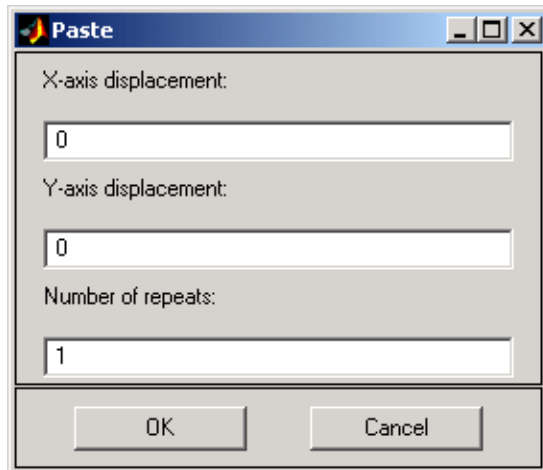 Paste
X-axis displacement:
0
Y-axis displacement:
0
Number of repeats:
1
OK Cancel